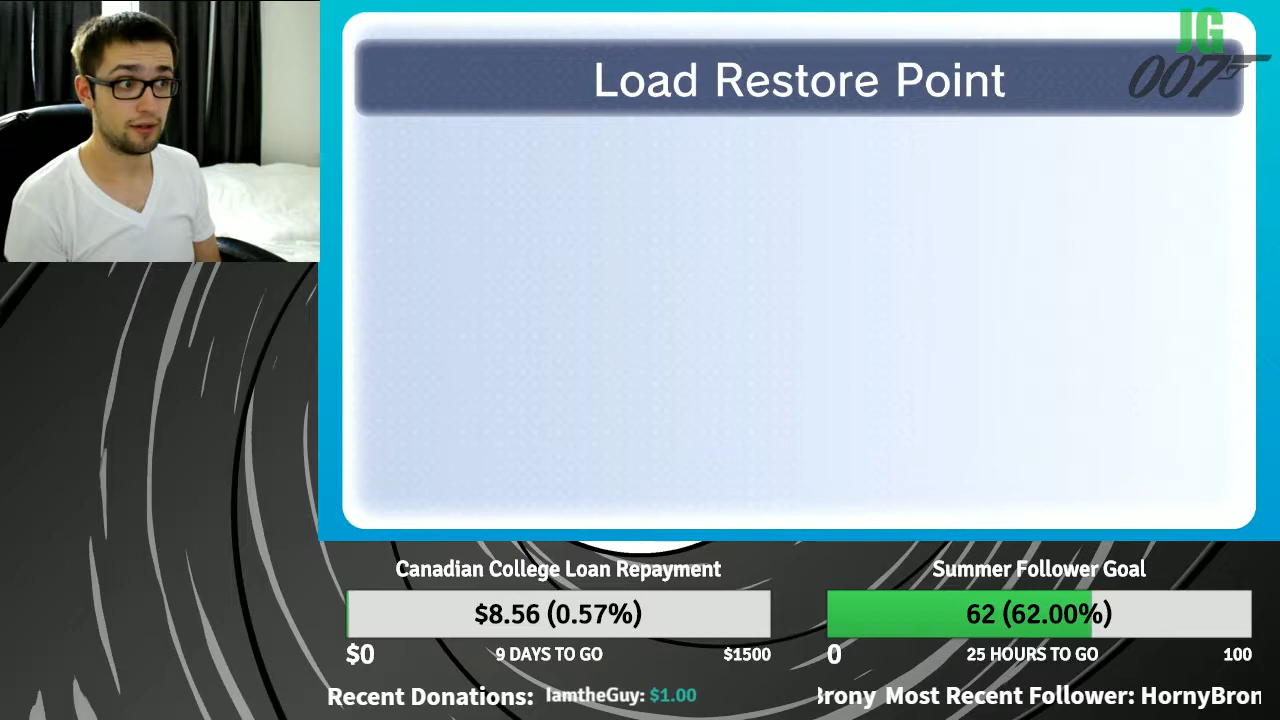 JG
007
Load Restore Point
Canadian College Loan Repayment
$8.56 (0.57%)
$0
9 DAYS TO GO
$1500
Summer Follower Goal
62 (62.00%)
0
25 HOURS TO GO
100
Recent Donations: IamtheGuy: $1.00
Brony Most Recent Follower: HornyBron